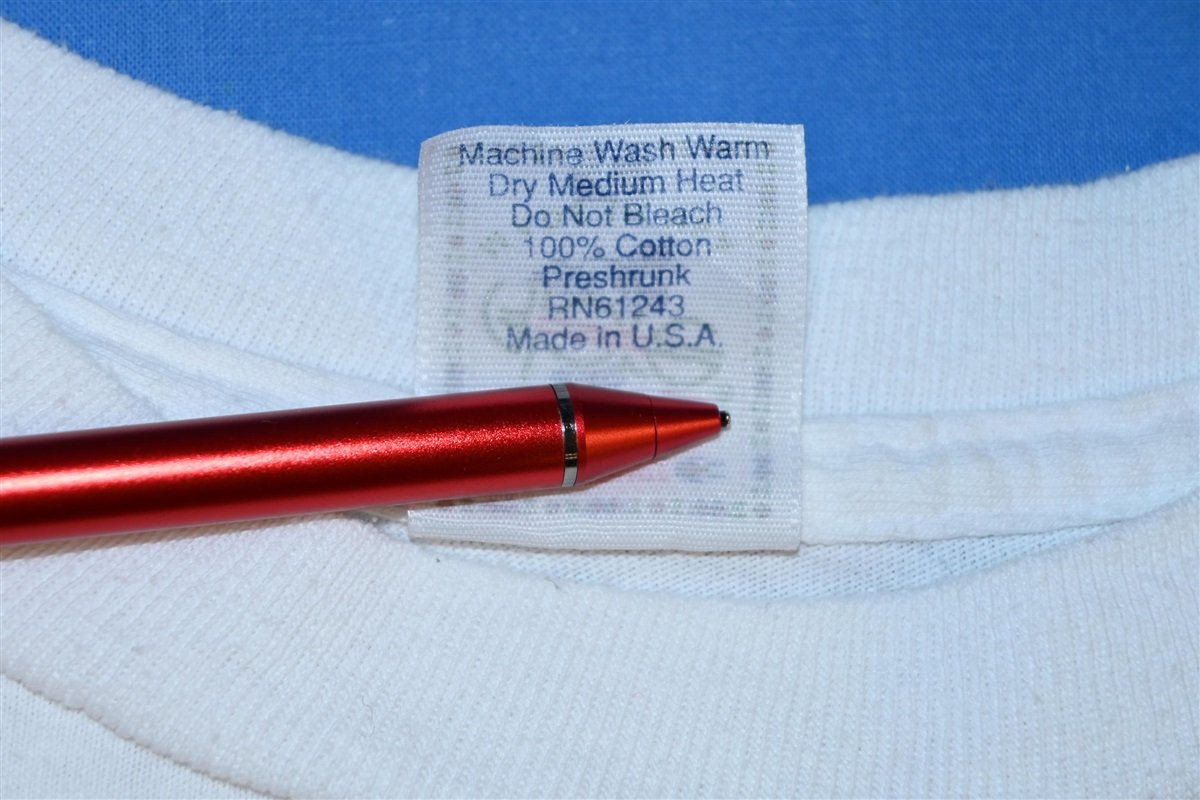 Machine Wash Warm
Dry Medium Heat
Do Not Bleach
100% Cotton
Preshrunk
RN61243
Made in U.S.A.